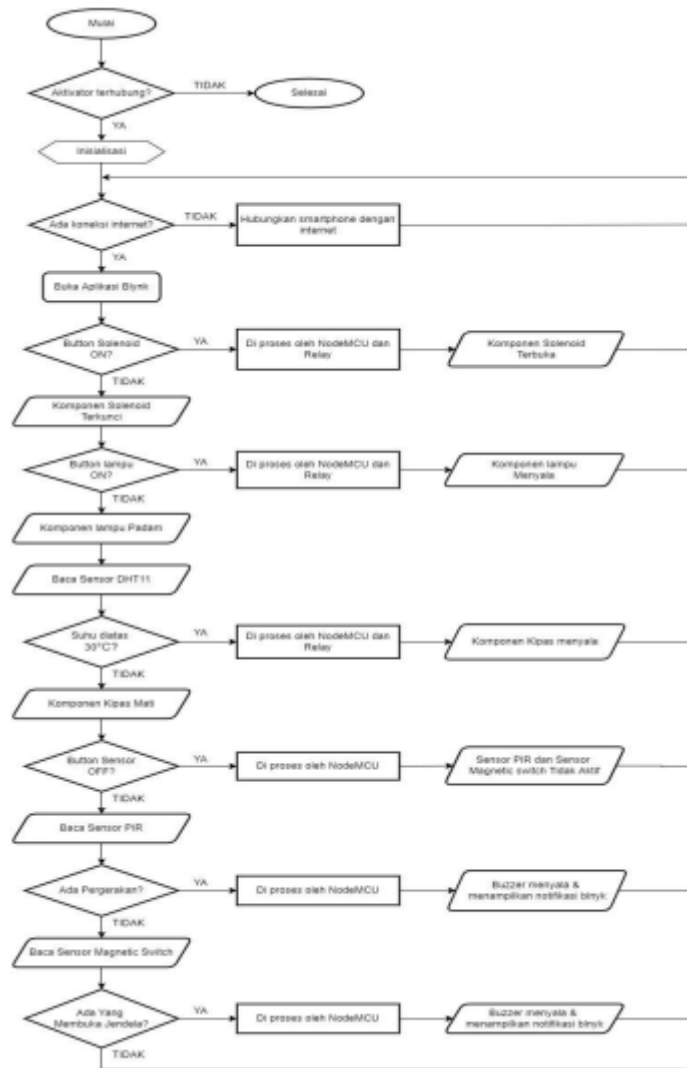 Mulai
Aktivator terhubung?
TIDAK
Selesai
YA
Inisialisasi
Ada koneksi internet?
TIDAK
Hubungkan smartphone dengan
internet
YA
Buka Aplikasi Blynk
Button Solenoid
ON?
YA
Di proses oleh NodeMCU dan
Relay
Komponen Solenoid
Terbuka
TIDAK
Komponen Solenoid
Terkunci
Button lampu
ON?
YA
Di proses oleh NodeMCU dan
Relay
Komponen lampu
Menyala
TIDAK
Komponen lampu Padam
Baca Sensor DHT11
Suhu diatas
30°C?
YA
Di proses oleh NodeMCU dan
Relay
Komponen Kipas menyala
TIDAK
Komponen Kipas Mati
Button Sensor
OFF?
YA
Di proses oleh NodeMCU
Sensor PIR dan Sensor
Magnetic switch Tidak Aktif
TIDAK
Baca Sensor PIR
Ada Pergerakan?
YA
Di proses oleh NodeMCU
Buzzer menyala &
menampilkan notifikasi blnyk
TIDAK
Baca Sensor Magnetic Switch
Ada Yang
Membuka Jendela?
YA
Di proses oleh NodeMCU
Buzzer menyala &
menampilkan notifikasi blnyk
TIDAK